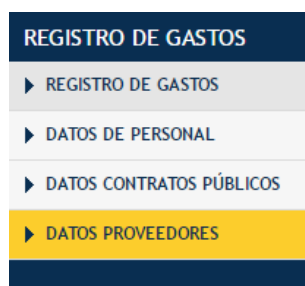 REGISTRO DE GASTOS
REGISTRO DE GASTOS
DATOS DE PERSONAL
DATOS CONTRATOS PÚBLICOS
DATOS PROVEEDORES